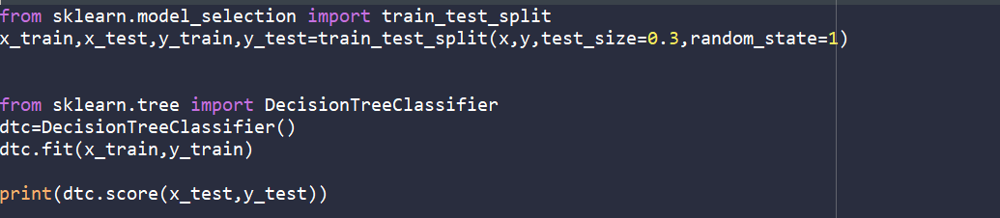 from sklearn.model_selection import train_test_split
x_train,x_test,y_train,y_test=train_test_split(x,y,test_size=0.3,random_state=1)
from sklearn.tree import DecisionTreeClassifier
dtc=DecisionTreeClassifier()
dtc.fit(x_train,y_train)
print(dtc.score(x_test,y_test))